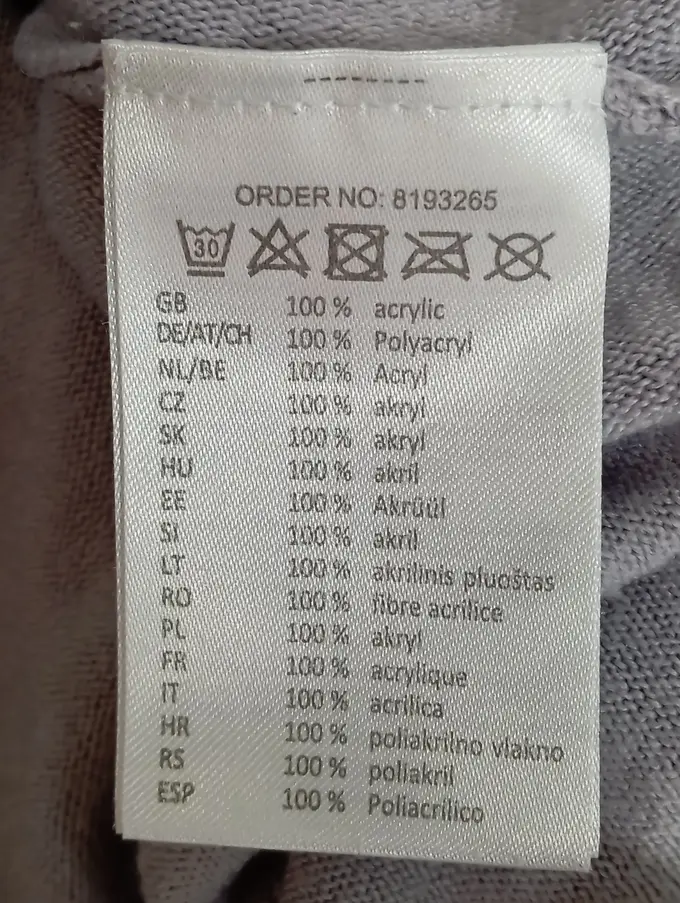 ORDER NO: 8193265
30
GB 100 % acrylic
DE/AT/CH 100 % Polyacryl
NL/BE 100 % Acryl
CZ 100 % akryl
SK 100 % akryl
HU 100 % akril
EE 100 % Akrüül
SI 100 % akril
LT 100 % akrilinis pluoštas
RO 100 % fibre acrilice
PL 100 % akryl
FR 100 % acrylique
IT 100 % acrilica
HR 100 % poliakrilno vlakno
RS 100 % poliakril
ESP 100 % Poliacrílico